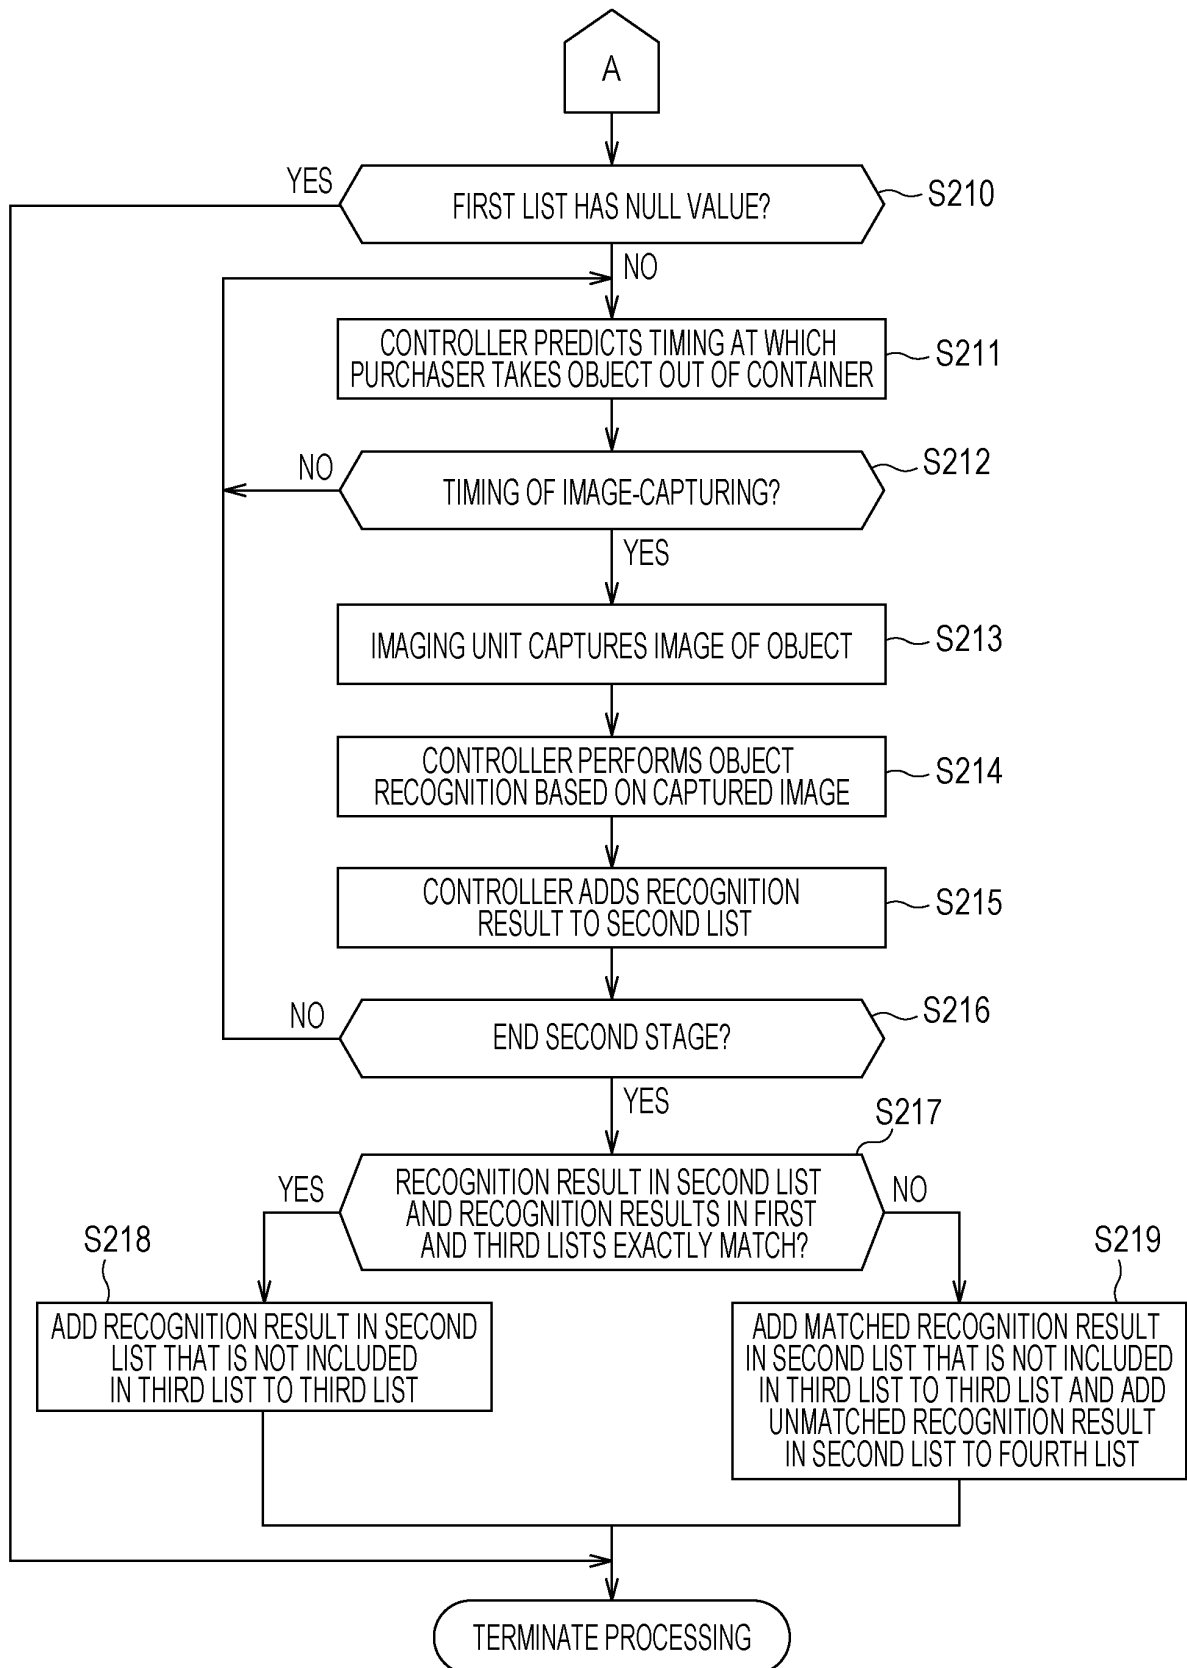 A
YES
FIRST LIST HAS NULL VALUE?
S210
NO
CONTROLLER PREDICTS TIMING AT WHICH
PURCHASER TAKES OBJECT OUT OF CONTAINER
S211
NO
TIMING OF IMAGE-CAPTURING?
S212
YES
IMAGING UNIT CAPTURES IMAGE OF OBJECT
S213
CONTROLLER PERFORMS OBJECT
RECOGNITION BASED ON CAPTURED IMAGE
S214
CONTROLLER ADDS RECOGNITION
RESULT TO SECOND LIST
S215
NO
END SECOND STAGE?
S216
YES
S217
YES
RECOGNITION RESULT IN SECOND LIST
AND RECOGNITION RESULTS IN FIRST
AND THIRD LISTS EXACTLY MATCH?
NO
S218
ADD RECOGNITION RESULT IN SECOND
LIST THAT IS NOT INCLUDED
IN THIRD LIST TO THIRD LIST
S219
ADD MATCHED RECOGNITION RESULT
IN SECOND LIST THAT IS NOT INCLUDED
IN THIRD LIST TO THIRD LIST AND ADD
UNMATCHED RECOGNITION RESULT
IN SECOND LIST TO FOURTH LIST
TERMINATE PROCESSING